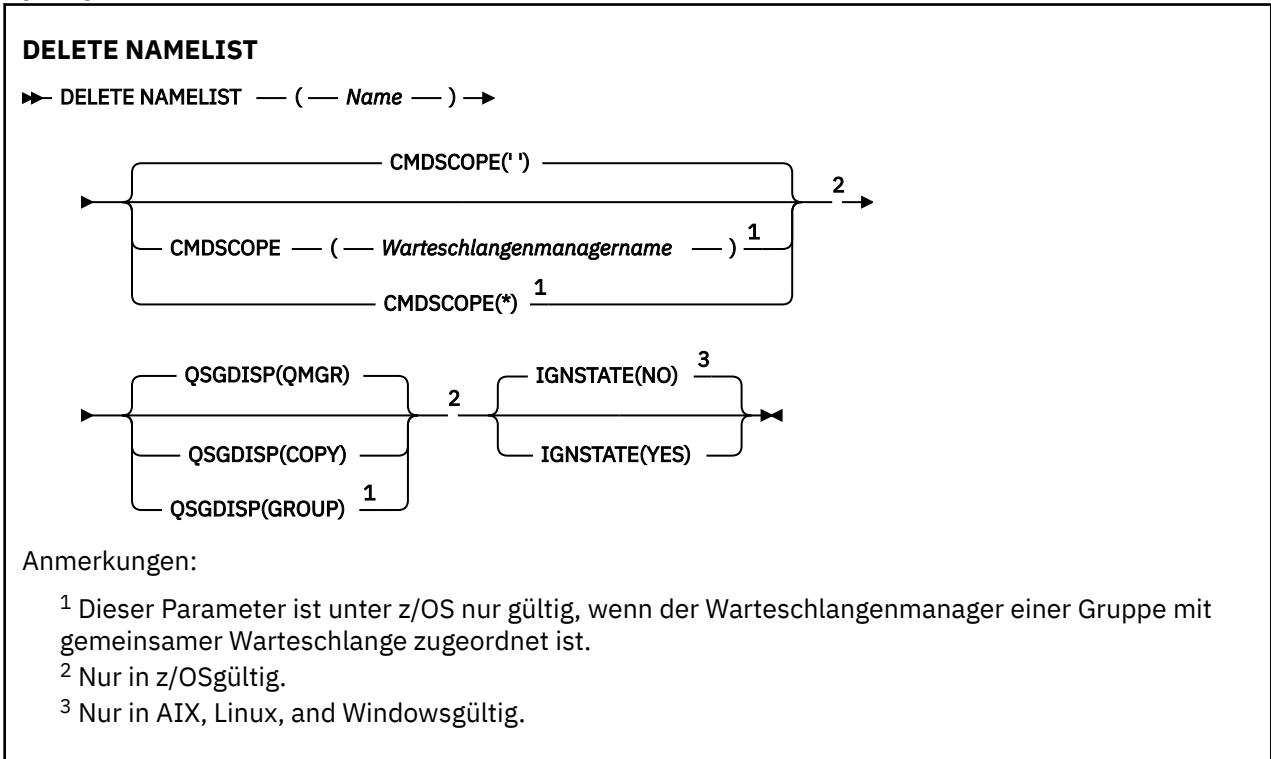 DELETE NAMELIST
DELETE NAMELIST ( Name )
CMDSCOPE(' ')
2
CMDSCOPE ( Warteschlangenmanagername ) 1
CMDSCOPE(*) 1
QSGDISP(QMGR) IGNSTATE(NO) 3
2
QSGDISP(COPY) IGNSTATE(YES)
QSGDISP(GROUP) 1
Anmerkungen:
1 Dieser Parameter ist unter z/OS nur gültig, wenn der Warteschlangenmanager einer Gruppe mit
gemeinsamer Warteschlange zugeordnet ist.
2 Nur in z/OSgültig.
3 Nur in AIX, Linux, and Windowsgültig.